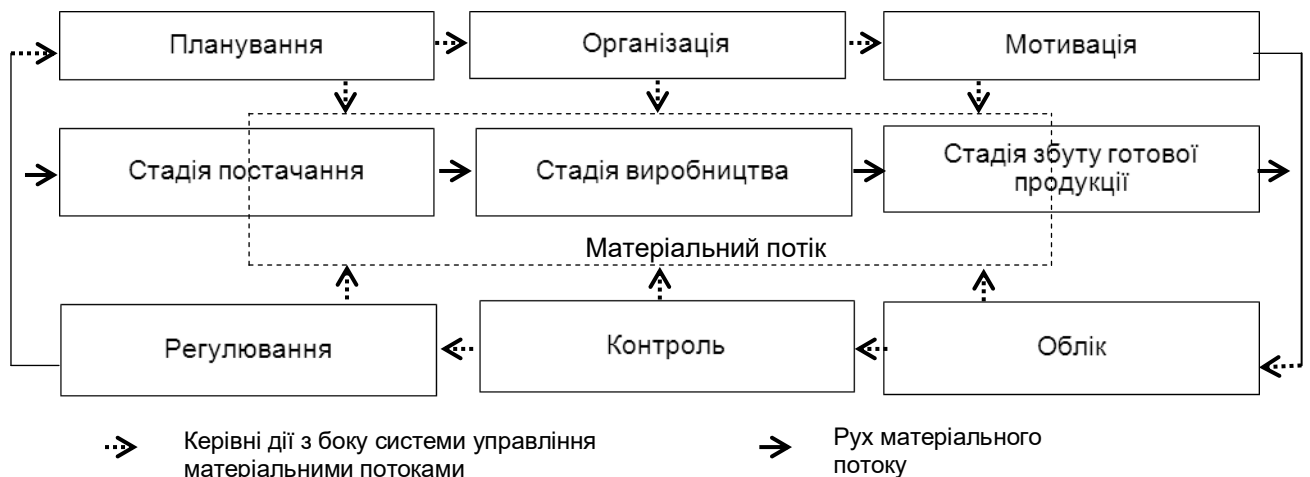 Планування
Організація
Мотивація
Стадія постачання
Стадія виробництва
Стадія збуту готової
продукції
Матеріальний потік
Регулювання
Контроль
Облік
Керівні дії з боку системи управління
матеріальними потоками
Рух матеріального
потоку